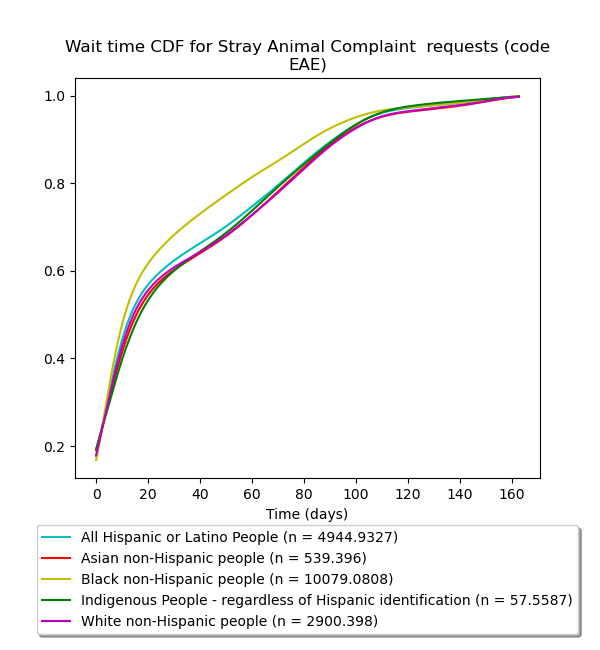 Wait time CDF for Stray Animal Complaint  requests (code
EAE)
1.0
0.8
0.6
0.4
0.2
0 20 40 60 80 100 120 140 160
Time (days)
All Hispanic or Latino People (n = 4944.9327)
Asian non-Hispanic people (n = 539.396)
Black non-Hispanic people (n = 10079.0808)
Indigenous People - regardless of Hispanic identification (n = 57.5587)
White non-Hispanic people (n = 2900.398)